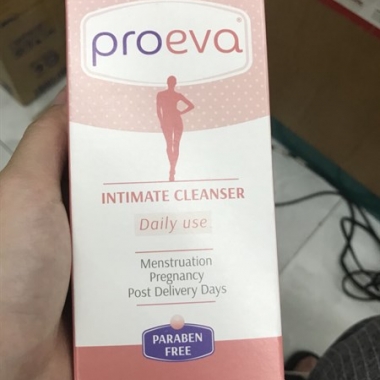 proeva®
INTIMATE CLEANSER
Daily use
Menstruation
Pregnancy
Post Delivery Days
PARABEN
FREE